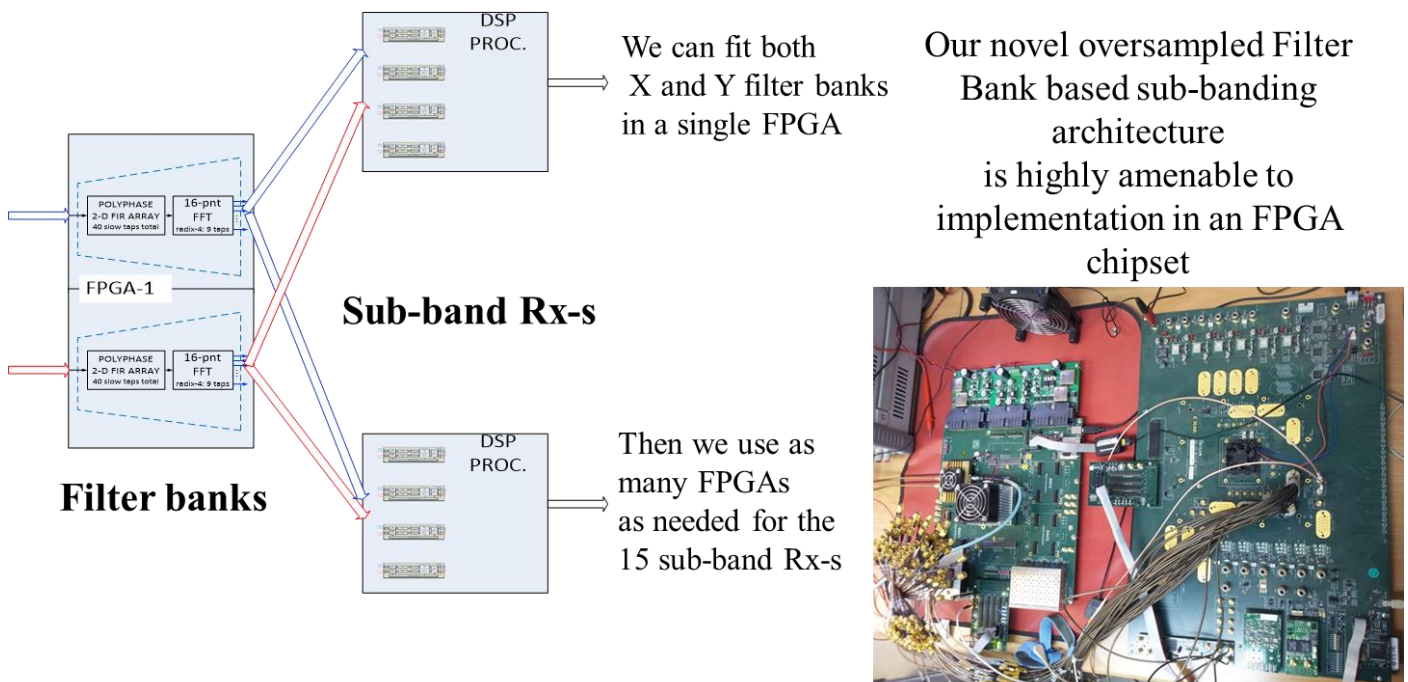 DSP
PROC.
We can fit both
X and Y filter banks
in a single FPGA
Our novel oversampled Filter
Bank based sub-banding
architecture
is highly amenable to
implementation in an FPGA
chipset
POLYPHASE
2-D FIR ARRAY
40 slow taps total
16-pnt
FFT
radix-4: 9 taps
FPGA-1
POLYPHASE
2-D FIR ARRAY
40 slow taps total
16-pnt
FFT
radix-4: 9 taps
Sub-band Rx-s
Filter banks
DSP
PROC.
Then we use as
many FPGAs
as needed for the
15 sub-band Rx-s